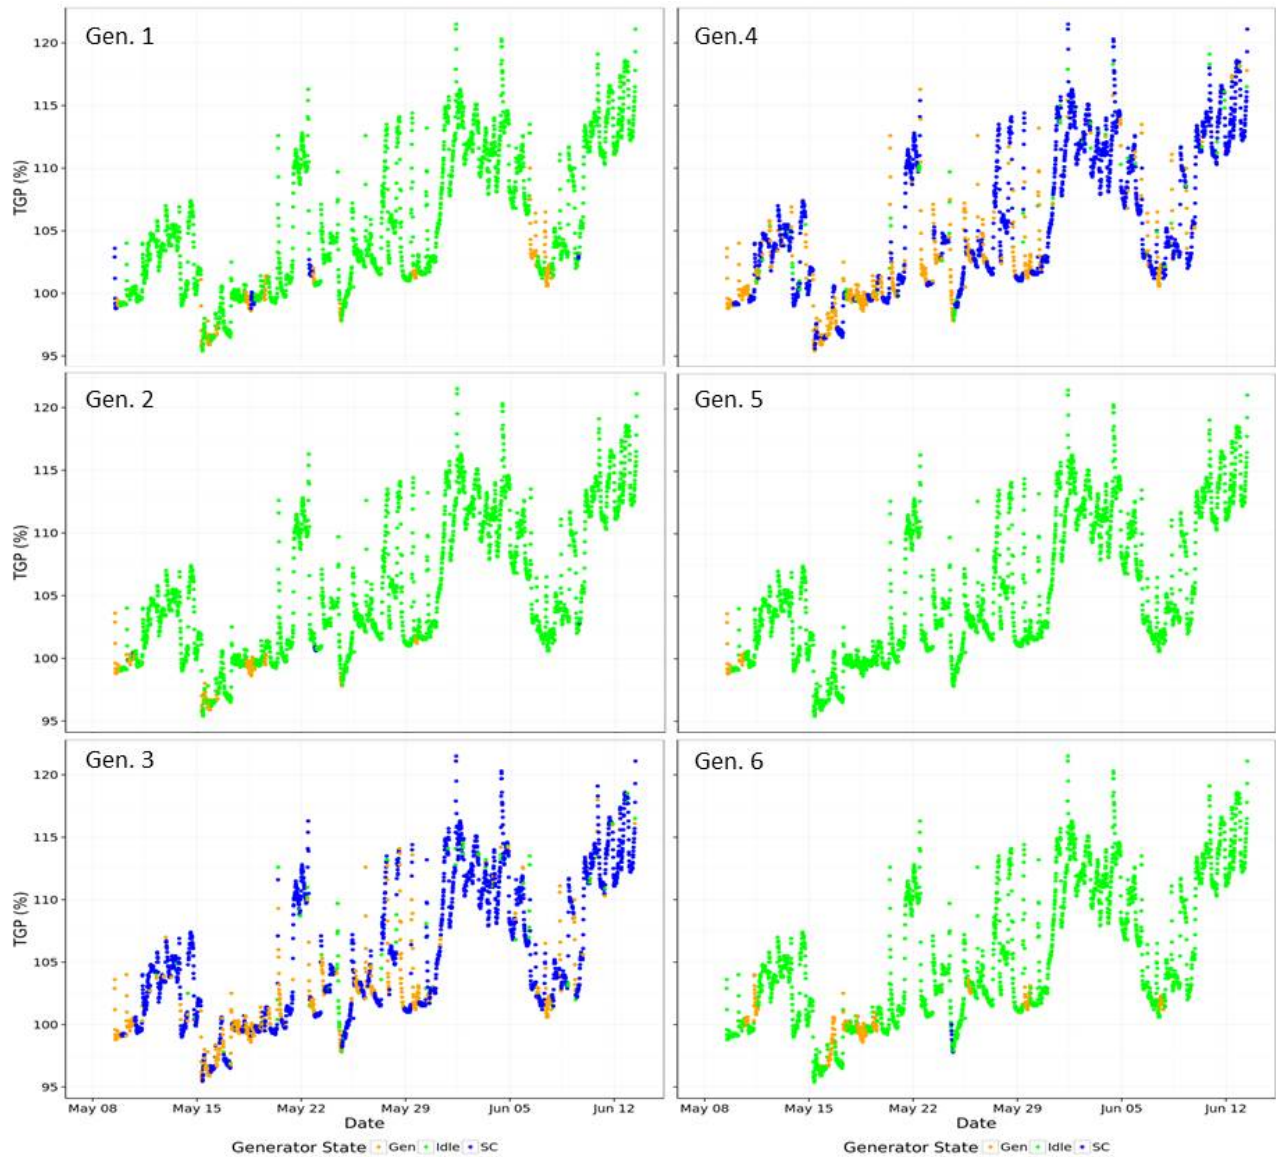 Gen. 1
Gen.4
TGP (%)
120
115
110
105
100
95
Gen. 2
Gen. 5
TGP (%)
120
115
110
105
100
95
Gen. 3
Gen. 6
TGP (%)
120
115
110
105
100
95
May 08 May 15 May 22 May 29 Jun 05 Jun 12
May 08 May 15 May 22 May 29 Jun 05 Jun 12
Date
Date
Generator State Gen Idle SC
Generator State Gen Idle SC